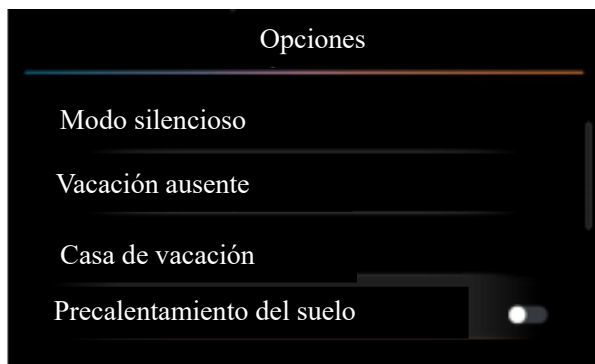 Opciones
Modo silencioso
Vacación ausente
Casa de vacación
Precalentamiento del suelo